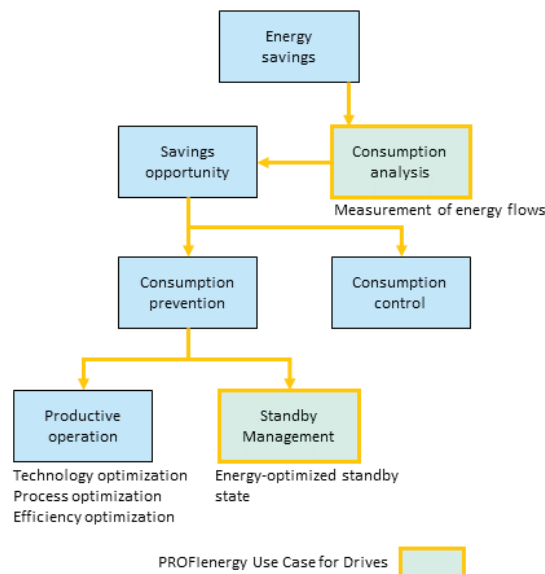 Energy
savings
Savings
opportunity
Consumption
analysis
Measurement of energy flows
Consumption
prevention
Consumption
control
Productive
operation
Technology optimization
Process optimization
Efficiency optimization
Standby
Management
Energy-optimized standby
state
PROFIenergy Use Case for Drives